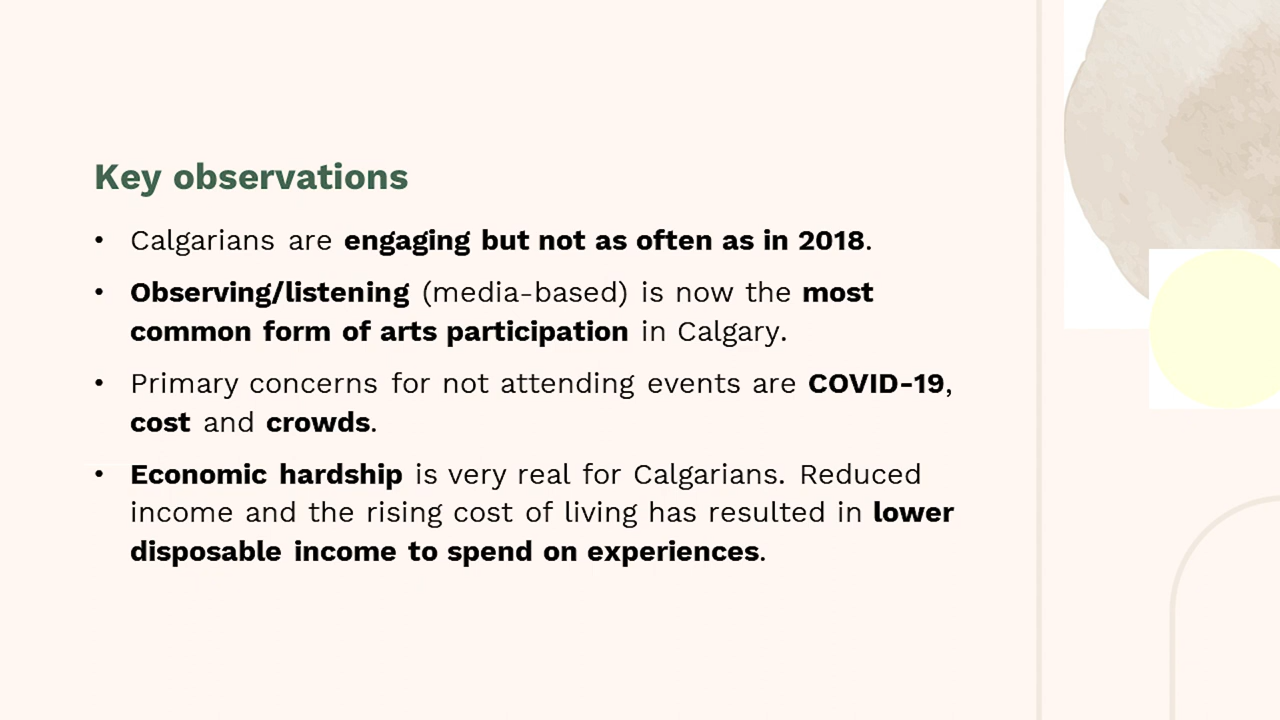 Key observations
• Calgarians are engaging but not as often as in 2018.
• Observing/listening (media-based) is now the most
common form of arts participation in Calgary.
• Primary concerns for not attending events are COVID-19,
cost and crowds.
• Economic hardship is very real for Calgarians. Reduced
income and the rising cost of living has resulted in lower
disposable income to spend on experiences.